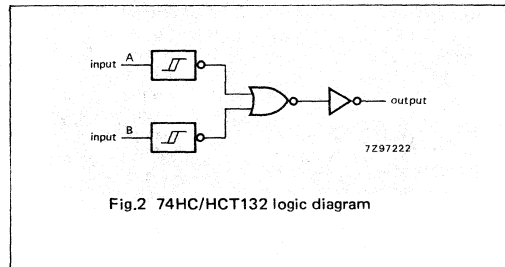 input A
input B
output
7Z97222
Fig.2 74HC/HCT132 logic diagram